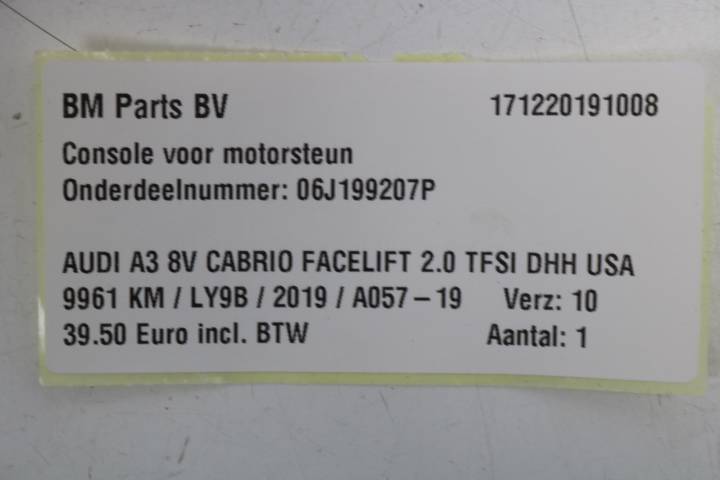 BM Parts BV 171220191008
Console voor motorsteun
Onderdeelnummer: 06J199207P
AUDI A3 8V CABRIO FACELIFT 2.0 TFSI DHH USA
9961 KM / LY9B / 2019 / A057-19 Verz: 10
39.50 Euro incl. BTW Aantal: 1